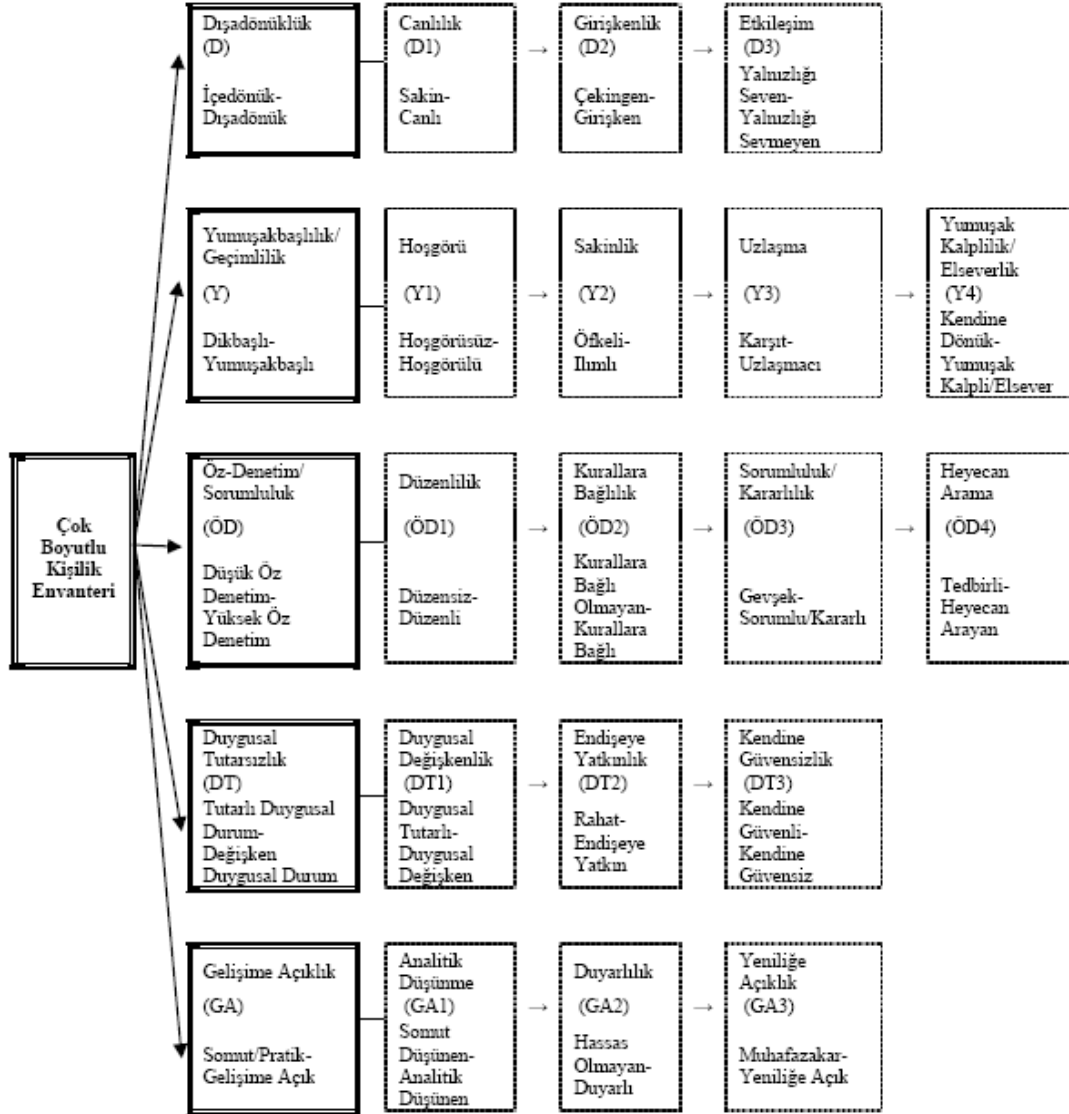 Dışadönüklük
(D)
İçedönük-
Dışadönük
Canlılık
(D1)
Sakin-
Canlı
→
Girişkenlik
(D2)
Çekingen-
Girişken
→
Etkileşim
(D3)
Yalnızlığı
Seven-
Yalnızlığı
Sevmeyen
Yumuşakbaşlılık/
Geçimlilik
(Y)
Dikbaşlı-
Yumuşakbaşlı
Hoşgörü
(Y1)
Hoşgörüsüz-
Hoşgörülü
→
Sakinlik
(Y2)
Öfkeli-
Ilımlı
→
Uzlaşma
(Y3)
Karşıt-
Uzlaşmacı
→
Yumuşak
Kalplilik/
Elseverlik
(Y4)
Kendine
Dönük-
Yumuşak
Kalpli/Elsever
Çok
Boyutlu
Kişilik
Envanteri
Öz-Denetim/
Sorumluluk
(ÖD)
Düşük Öz
Denetim-
Yüksek Öz
Denetim
Düzenlilik
(ÖD1)
Düzensiz-
Düzenli
→
Kurallara
Bağlılık
(ÖD2)
Kurallara
Bağlı
Olmayan-
Kurallara
Bağlı
→
Sorumluluk/
Kararlılık
(ÖD3)
Gevşek-
Sorumlu/Kararlı
→
Heyecan
Arama
(ÖD4)
Tedbirli-
Heyecan
Arayan
Duygusal
Tutarsızlık
(DT)
Tutarlı Duygusal
Durum-
Değişken
Duygusal Durum
Duygusal
Değişkenlik
(DT1)
Duygusal
Tutarlı-
Duygusal
Değişken
→
Endişeye
Yatkınlık
(DT2)
Rahat-
Endişeye
Yatkın
→
Kendine
Güvensizlik
(DT3)
Kendine
Güvenli-
Kendine
Güvensiz
Gelişime Açıklık
(GA)
Somut/Pratik-
Gelişime Açık
Analitik
Düşünme
(GA1)
Somut
Düşünen-
Analitik
Düşünen
→
Duyarlılık
(GA2)
Hassas
Olmayan-
Duyarlı
→
Yeniliğe
Açıklık
(GA3)
Muhafazakar-
Yeniliğe Açık